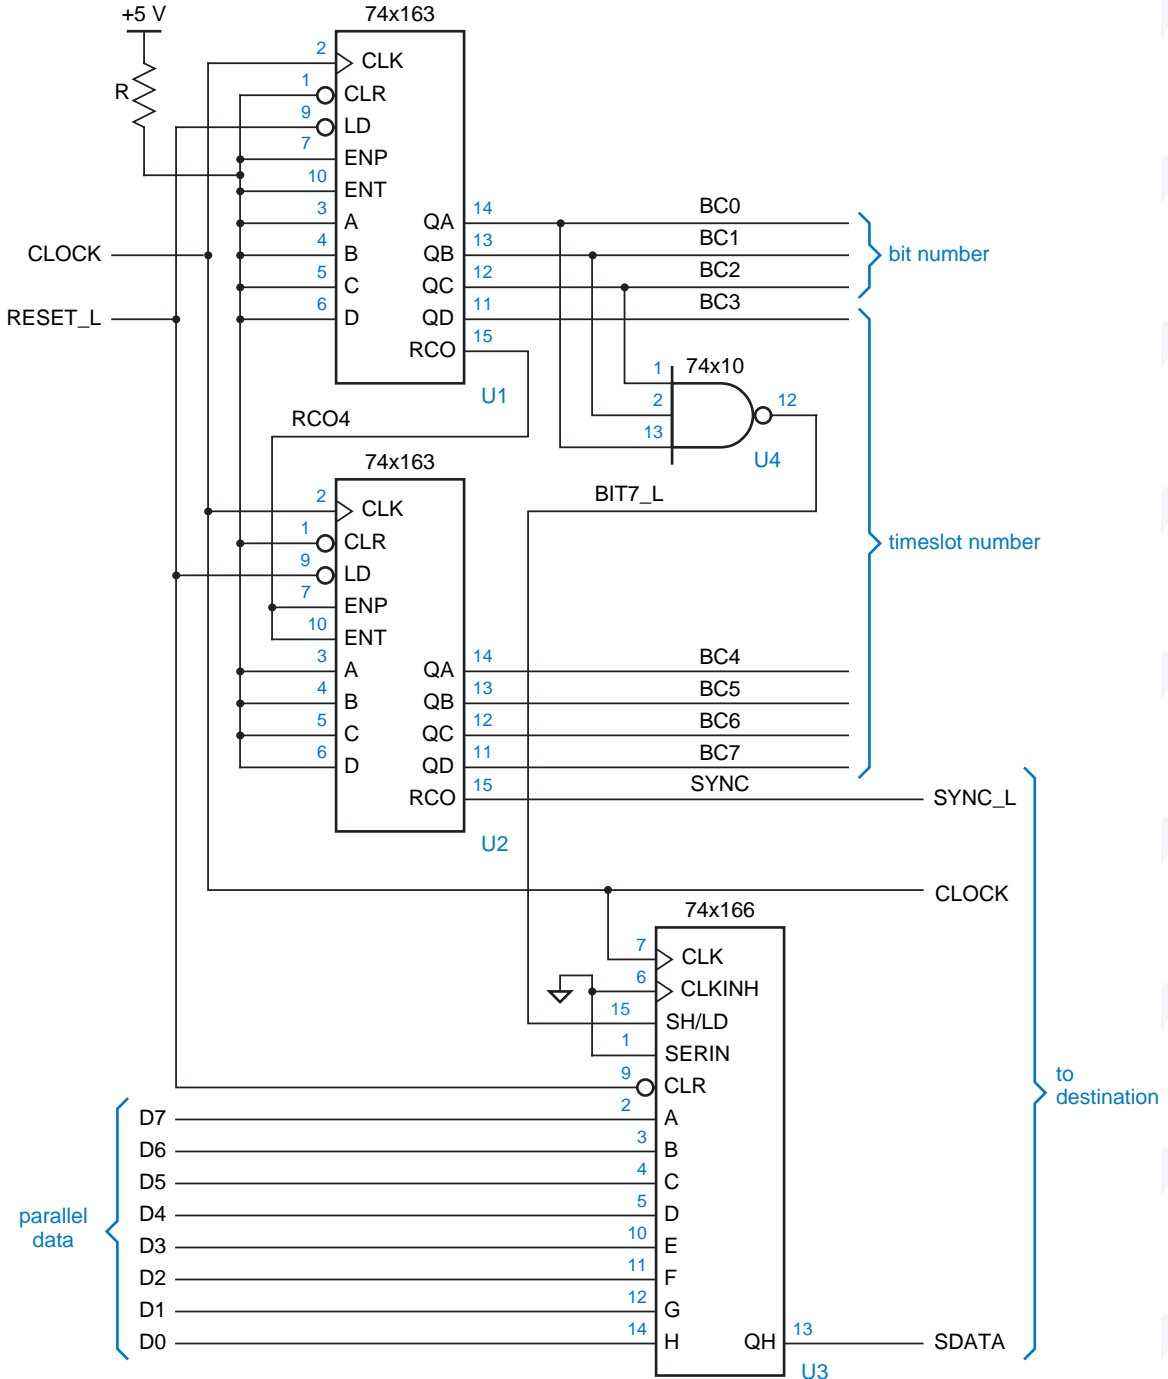 +5 V
R
CLOCK
RESET_L
74x163
2 CLK
1 CLR
9 LD
7 ENP
10 ENT
3 A QA 14
4 B QB 13
5 C QC 12
6 D QD 11
RCO 15
U1
BC0
BC1
BC2
BC3
bit number
74x10
1
2
13
12
U4
RCO4
BIT7_L
timeslot number
74x163
2 CLK
1 CLR
9 LD
7 ENP
10 ENT
3 A QA 14
4 B QB 13
5 C QC 12
6 D QD 11
RCO 15
U2
BC4
BC5
BC6
BC7
SYNC
SYNC_L
CLOCK
74x166
7 CLK
6 CLKINH
15 SH/LD
1 SERIN
9 CLR
D7 2 A
D6 3 B
D5 4 C
D4 5 D
D3 10 E
D2 11 F
D1 12 G
D0 14 H QH 13 SDATA
U3
parallel
data
to
destination